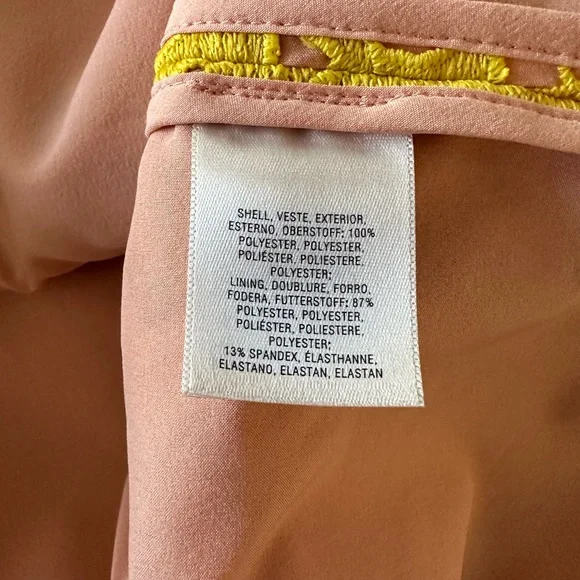 SHELL, VESTE, EXTERIOR,
ESTERNO, OBERSTOFF: 100%
POLYESTER, POLYESTER,
POLIÉSTER, POLIESTERE,
POLYESTER;
LINING, DOUBLURE, FORRO,
FODERA, FUTTERSTOFF: 87%
POLYESTER, POLYESTER,
POLIÉSTER, POLIESTERE,
POLYESTER;
13% SPANDEX, ÉLASTHANNE,
ELASTANO, ELASTAN, ELASTAN